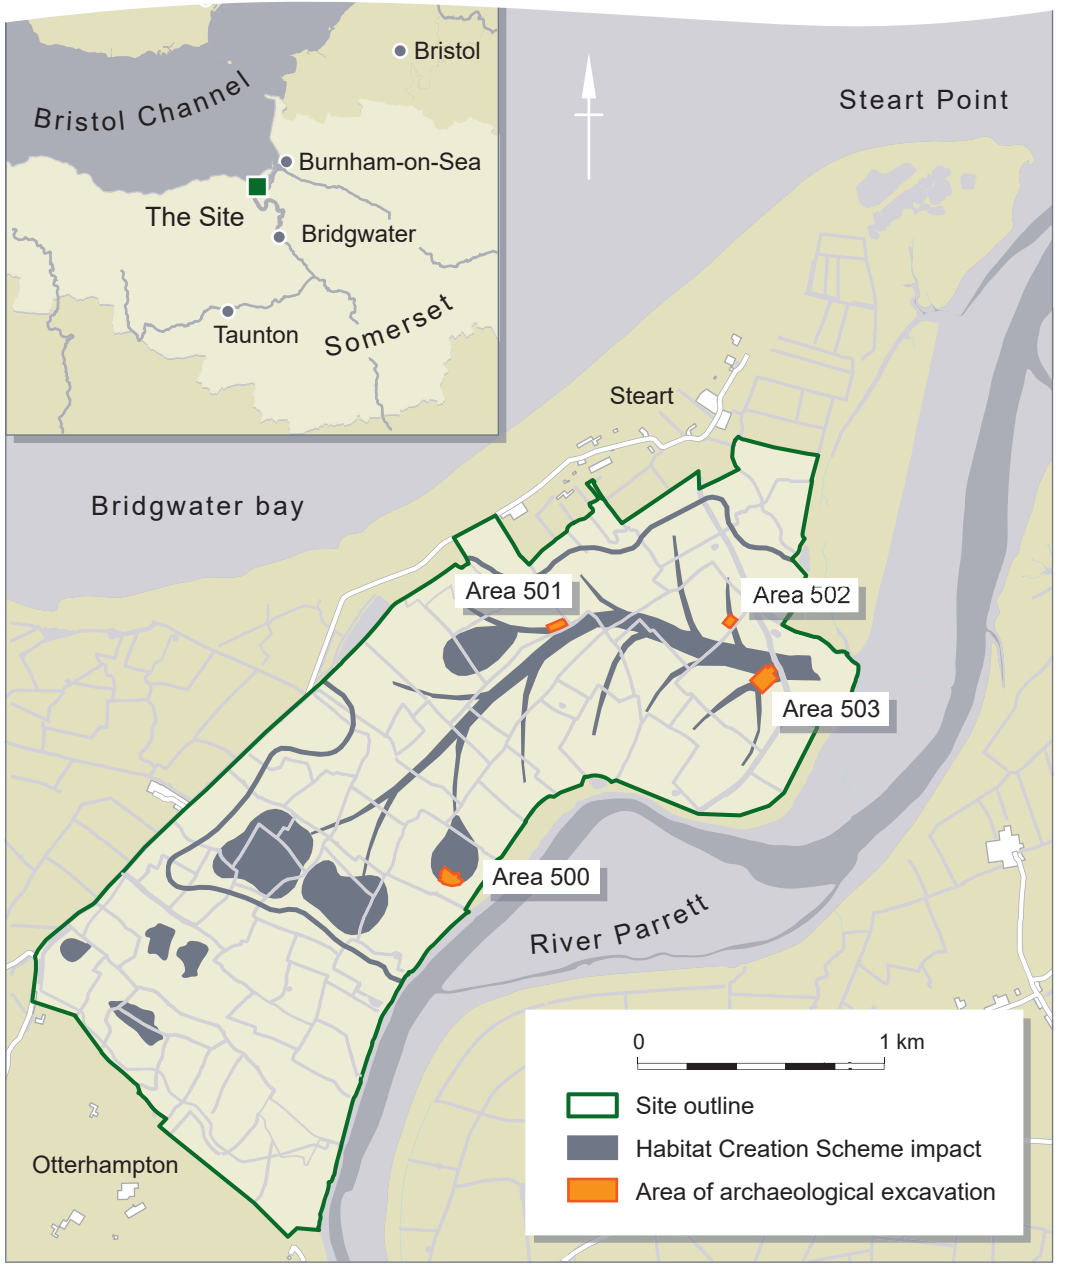 Bristol
Bristol Channel
Burnham-on-Sea
The Site
Bridgwater
Taunton
Somerset
Steart Point
Steart
Bridgwater bay
Area 501
Area 502
Area 503
Area 500
River Parrett
Otterhampton
0 1 km
Site outline
Habitat Creation Scheme impact
Area of archaeological excavation